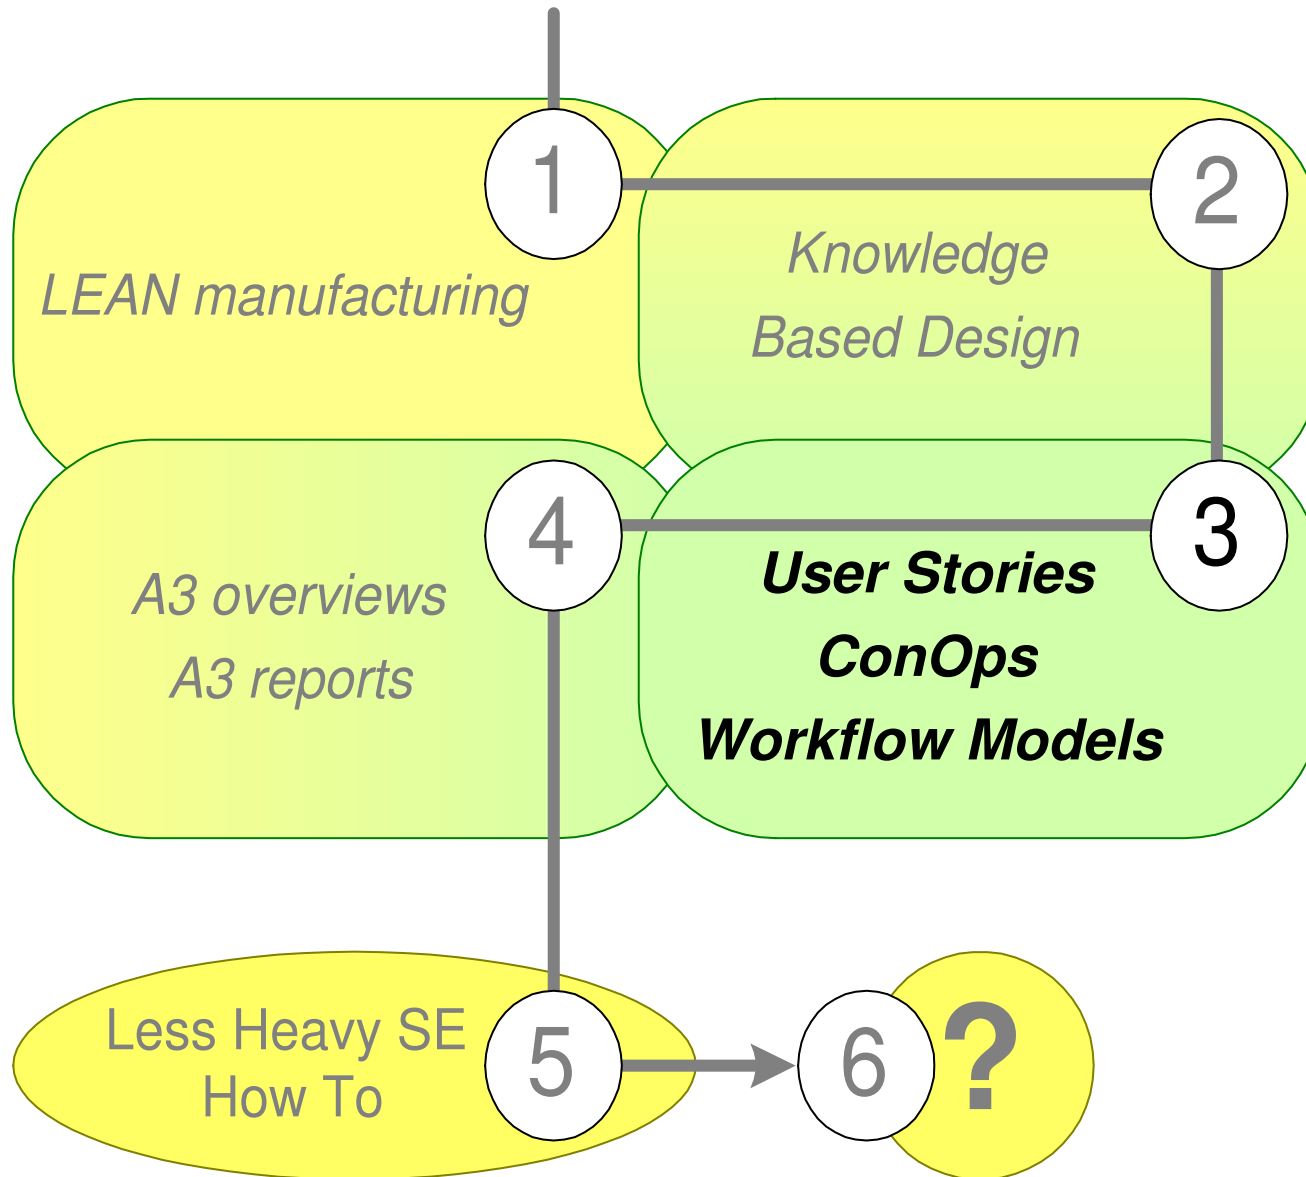 1
LEAN manufacturing
2
Knowledge
Based Design
3
User Stories
ConOps
Workflow Models
4
A3 overviews
A3 reports
5
Less Heavy SE
How To
6
?